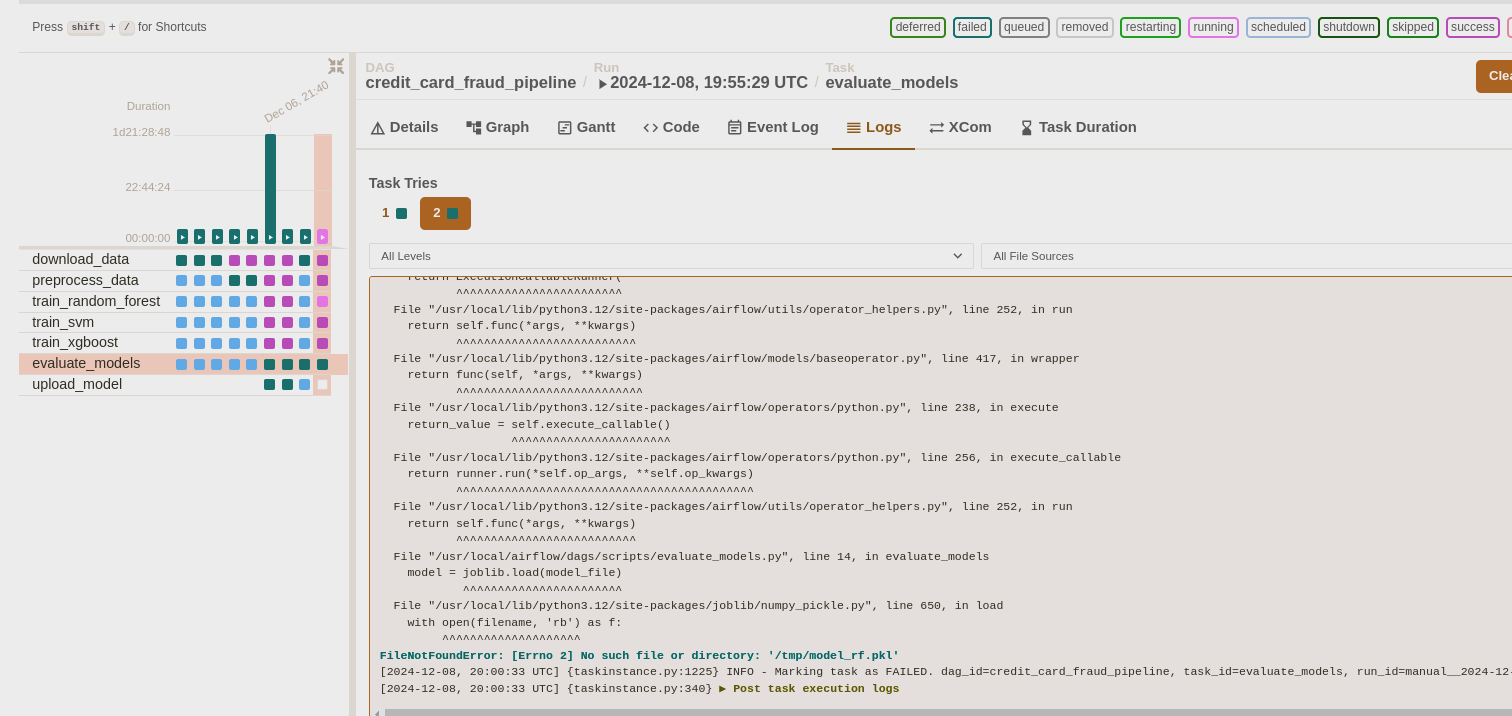 Press shift + / for Shortcuts
deferred failed queued removed restarting running scheduled shutdown skipped success
DAG
credit_card_fraud_pipeline
/
Run
2024-12-08, 19:55:29 UTC
/
Task
evaluate_models
Details Graph Gantt Code Event Log Logs XCom Task Duration
Dec 06, 21:40
Duration
1d21:28:48
22:44:24
00:00:00
download_data
preprocess_data
train_random_forest
train_svm
train_xgboost
evaluate_models
upload_model
Task Tries
1 2
All Levels
All File Sources
return ExecutionCallableRunner(
^^^^^^^^^^^^^^^^^^^^^^^^
File "/usr/local/lib/python3.12/site-packages/airflow/utils/operator_helpers.py", line 252, in run
return self.func(*args, **kwargs)
^^^^^^^^^^^^^^^^^^^^^^^^^^
File "/usr/local/lib/python3.12/site-packages/airflow/models/baseoperator.py", line 417, in wrapper
return func(self, *args, **kwargs)
^^^^^^^^^^^^^^^^^^^^^^^^^^^
File "/usr/local/lib/python3.12/site-packages/airflow/operators/python.py", line 238, in execute
return_value = self.execute_callable()
^^^^^^^^^^^^^^^^^^^^^^^
File "/usr/local/lib/python3.12/site-packages/airflow/operators/python.py", line 256, in execute_callable
return runner.run(*self.op_args, **self.op_kwargs)
^^^^^^^^^^^^^^^^^^^^^^^^^^^^^^^^^^^^^^^^^^^
File "/usr/local/lib/python3.12/site-packages/airflow/utils/operator_helpers.py", line 252, in run
return self.func(*args, **kwargs)
^^^^^^^^^^^^^^^^^^^^^^^^^^
File "/usr/local/airflow/dags/scripts/evaluate_models.py", line 14, in evaluate_models
model = joblib.load(model_file)
^^^^^^^^^^^^^^^^^^^^^^^
File "/usr/local/lib/python3.12/site-packages/joblib/numpy_pickle.py", line 650, in load
with open(filename, 'rb') as f:
^^^^^^^^^^^^^^^^^^^^
FileNotFoundError: [Errno 2] No such file or directory: '/tmp/model_rf.pkl'
[2024-12-08, 20:00:33 UTC] {taskinstance.py:1225} INFO - Marking task as FAILED. dag_id=credit_card_fraud_pipeline, task_id=evaluate_models, run_id=manual__2024-12-
[2024-12-08, 20:00:33 UTC] {taskinstance.py:340} ▶ Post task execution logs